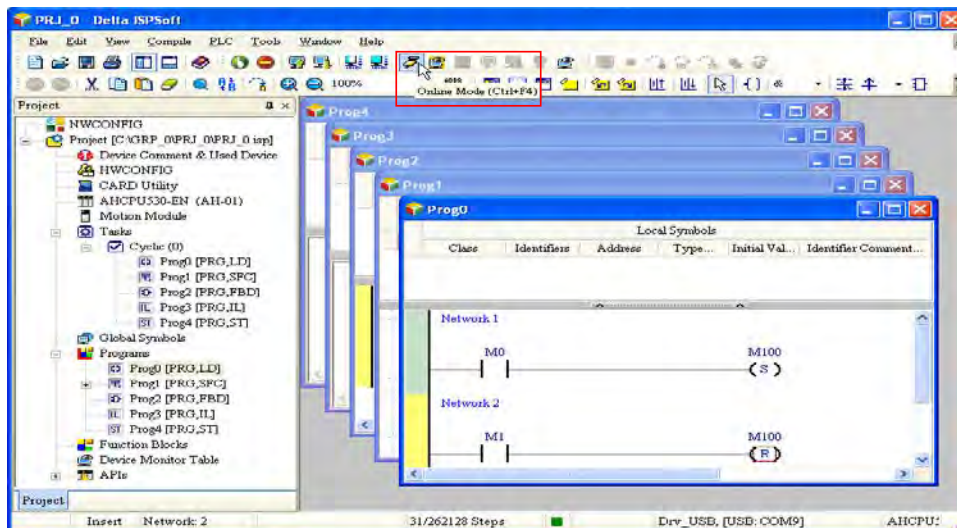 PRJ_0 Delta ISPSoft
File Edit View Compile PLC Tools Window Help
100%
Online Mode (Ctrl+F4)
Project
NWCONFIG
Project [C:\GRP_0\PRJ_0\PRJ_0.isp]
Device Comment & Used Device
HWCONFIG
CARD Utility
AHCPU530-EN (AH-01)
Motion Module
Tasks
Cyclic (0)
Prog0 [PRG,LD]
Prog1 [PRG,SFC]
Prog2 [PRG,FBD]
Prog3 [PRG,IL]
Prog4 [PRG,ST]
Global Symbols
Programs
Prog0 [PRG,LD]
Prog1 [PRG,SFC]
Prog2 [PRG,FBD]
Prog3 [PRG,IL]
Prog4 [PRG,ST]
Function Blocks
Device Monitor Table
APIs
Project
Prog4
Prog3
Prog2
Prog1
Prog0
Local Symbols
Class Identifiers Address Type... Initial Val... Identifier Comment...
Network 1
M0 M100
S
Network 2
M1 M100
R
Insert Network: 2 31/262128 Steps Drv_USB, [USB: COM9] AHCPU5